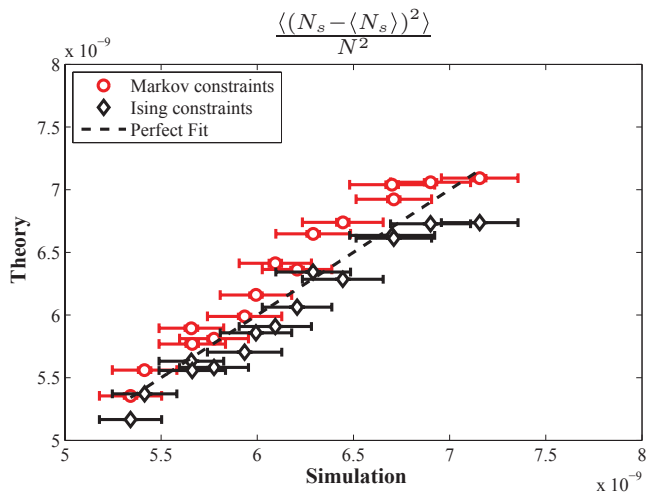 ⟨(N_s − ⟨N_s⟩)²⟩
N²
x 10⁻⁹
8
7.5
7
6.5
6
5.5
5
Theory
Markov constraints
Ising constraints
Perfect Fit
5 5.5 6 6.5 7 7.5 8
Simulation
x 10⁻⁹